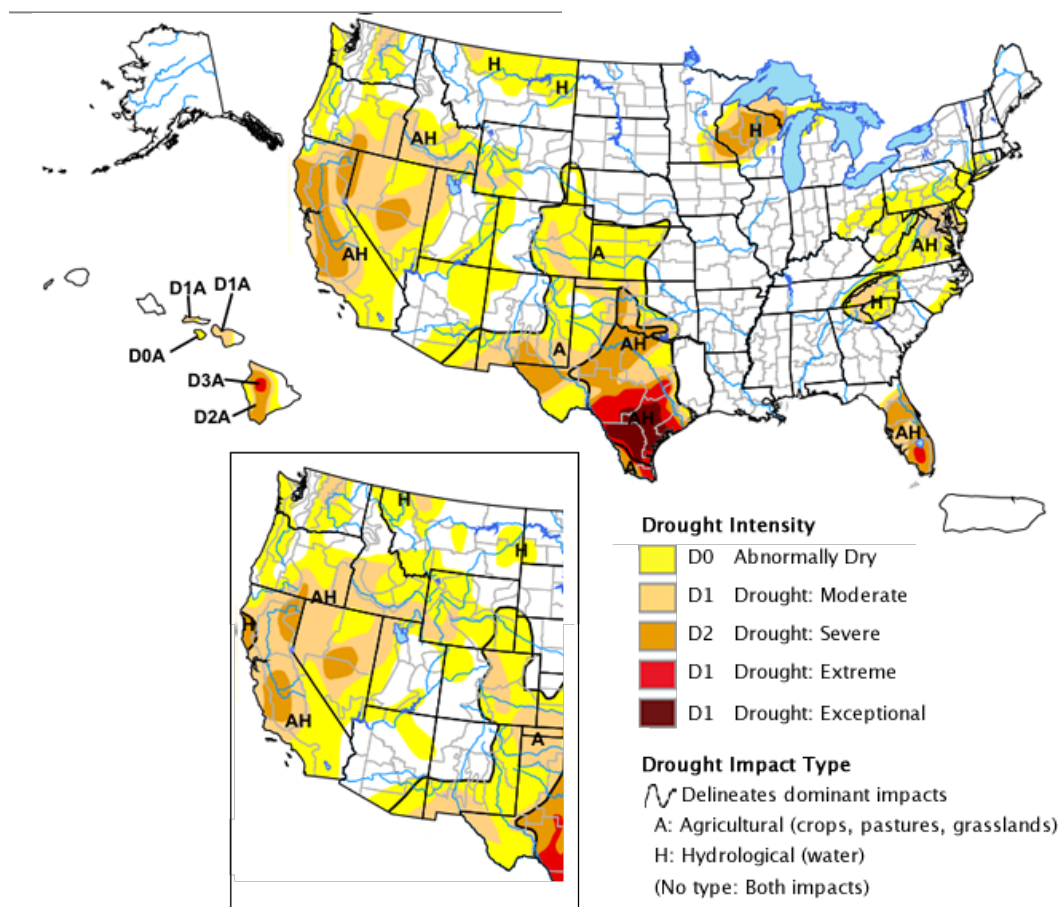 H
H
AH
H
AH
A
AH
H
D1A
D1A
D0A
D3A
D2A
A
AH
AH
A
AH
H
H
AH
H
AH
A
Drought Intensity
D0 Abnormally Dry
D1 Drought: Moderate
D2 Drought: Severe
D1 Drought: Extreme
D1 Drought: Exceptional
Drought Impact Type
Delineates dominant impacts
A: Agricultural (crops, pastures, grasslands)
H: Hydrological (water)
(No type: Both impacts)